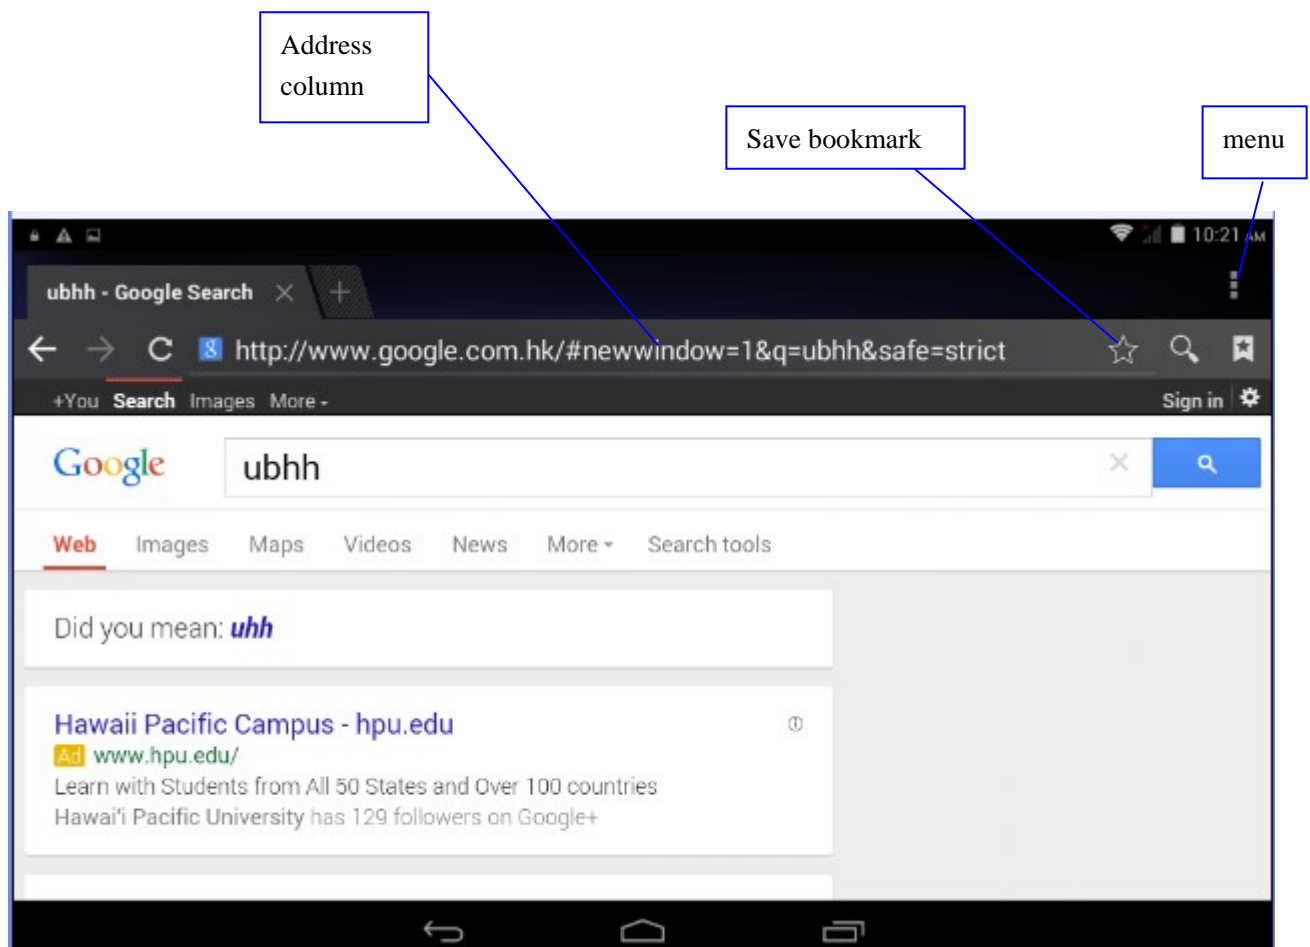 Address
column
Save bookmark
menu
10:21 AM
ubhh - Google Search
http://www.google.com.hk/#newwindow=1&q=ubhh&safe=strict
+You Search Images More
Sign in
Google
ubhh
Web Images Maps Videos News More Search tools
Did you mean: uhh
Hawaii Pacific Campus - hpu.edu
Ad www.hpu.edu/
Learn with Students from All 50 States and Over 100 countries
Hawai'i Pacific University has 129 followers on Google+